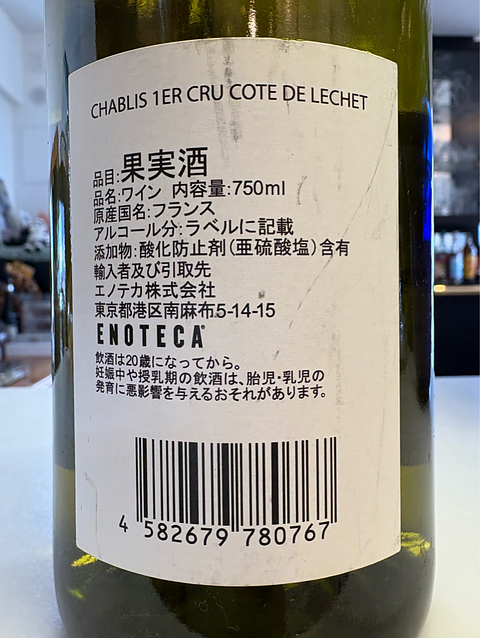 CHABLIS 1ER CRU COTE DE LECHET
品目:果実酒
品名:ワイン 内容量:750ml
原産国名:フランス
アルコール分:ラベルに記載
添加物:酸化防止剤(亜硫酸塩)含有
輸入者及び引取先
エノテカ株式会社
東京都港区南麻布5-14-15
ENOTECA
飲酒は20歳になってから。
妊娠中や授乳期の飲酒は、胎児・乳児の
発育に悪影響を与えるおそれがあります。
4 582679 780767